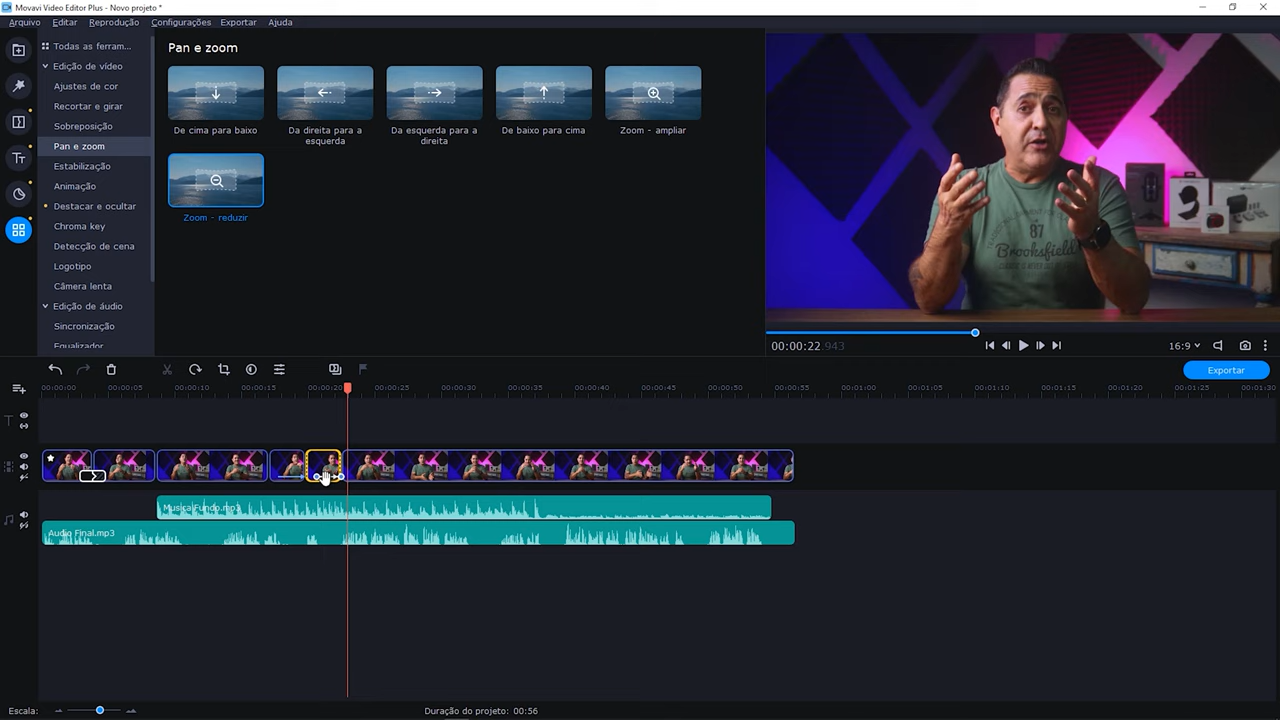 Movavi Video Editor Plus - Novo projeto *
Arquivo Editar Reprodução Configurações Exportar Ajuda
Todas as ferram...
Edição de vídeo
Ajustes de cor
Recortar e girar
Sobreposição
Pan e zoom
Estabilização
Animação
Destacar e ocultar
Chroma key
Detecção de cena
Logotipo
Câmera lenta
Edição de áudio
Sincronização
Equalizador
Pan e zoom
De cima para baixo
Da direita para a
esquerda
Da esquerda para a
direita
De baixo para cima
Zoom - ampliar
Zoom - reduzir
87
Brooksfield
00:00:22.943
16:9
Exportar
00:00:00 00:00:05 00:00:10 00:00:15 00:00:20 00:00:25 00:00:30 00:00:35 00:00:40 00:00:45 00:00:50 00:00:55 00:01:00 00:01:05 00:01:10 00:01:15 00:01:20 00:01:25 00:01:30
Musica Fundo.mp3
Audio Final.mp3
Escala:
Duração do projeto: 00:56